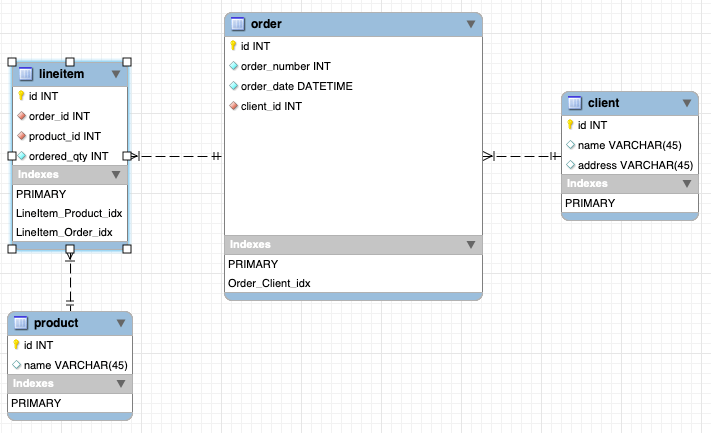 order
id INT
order_number INT
order_date DATETIME
client_id INT
Indexes
PRIMARY
Order_Client_idx
lineitem
id INT
order_id INT
product_id INT
ordered_qty INT
Indexes
PRIMARY
LineItem_Product_idx
LineItem_Order_idx
client
id INT
name VARCHAR(45)
address VARCHAR(45)
Indexes
PRIMARY
product
id INT
name VARCHAR(45)
Indexes
PRIMARY